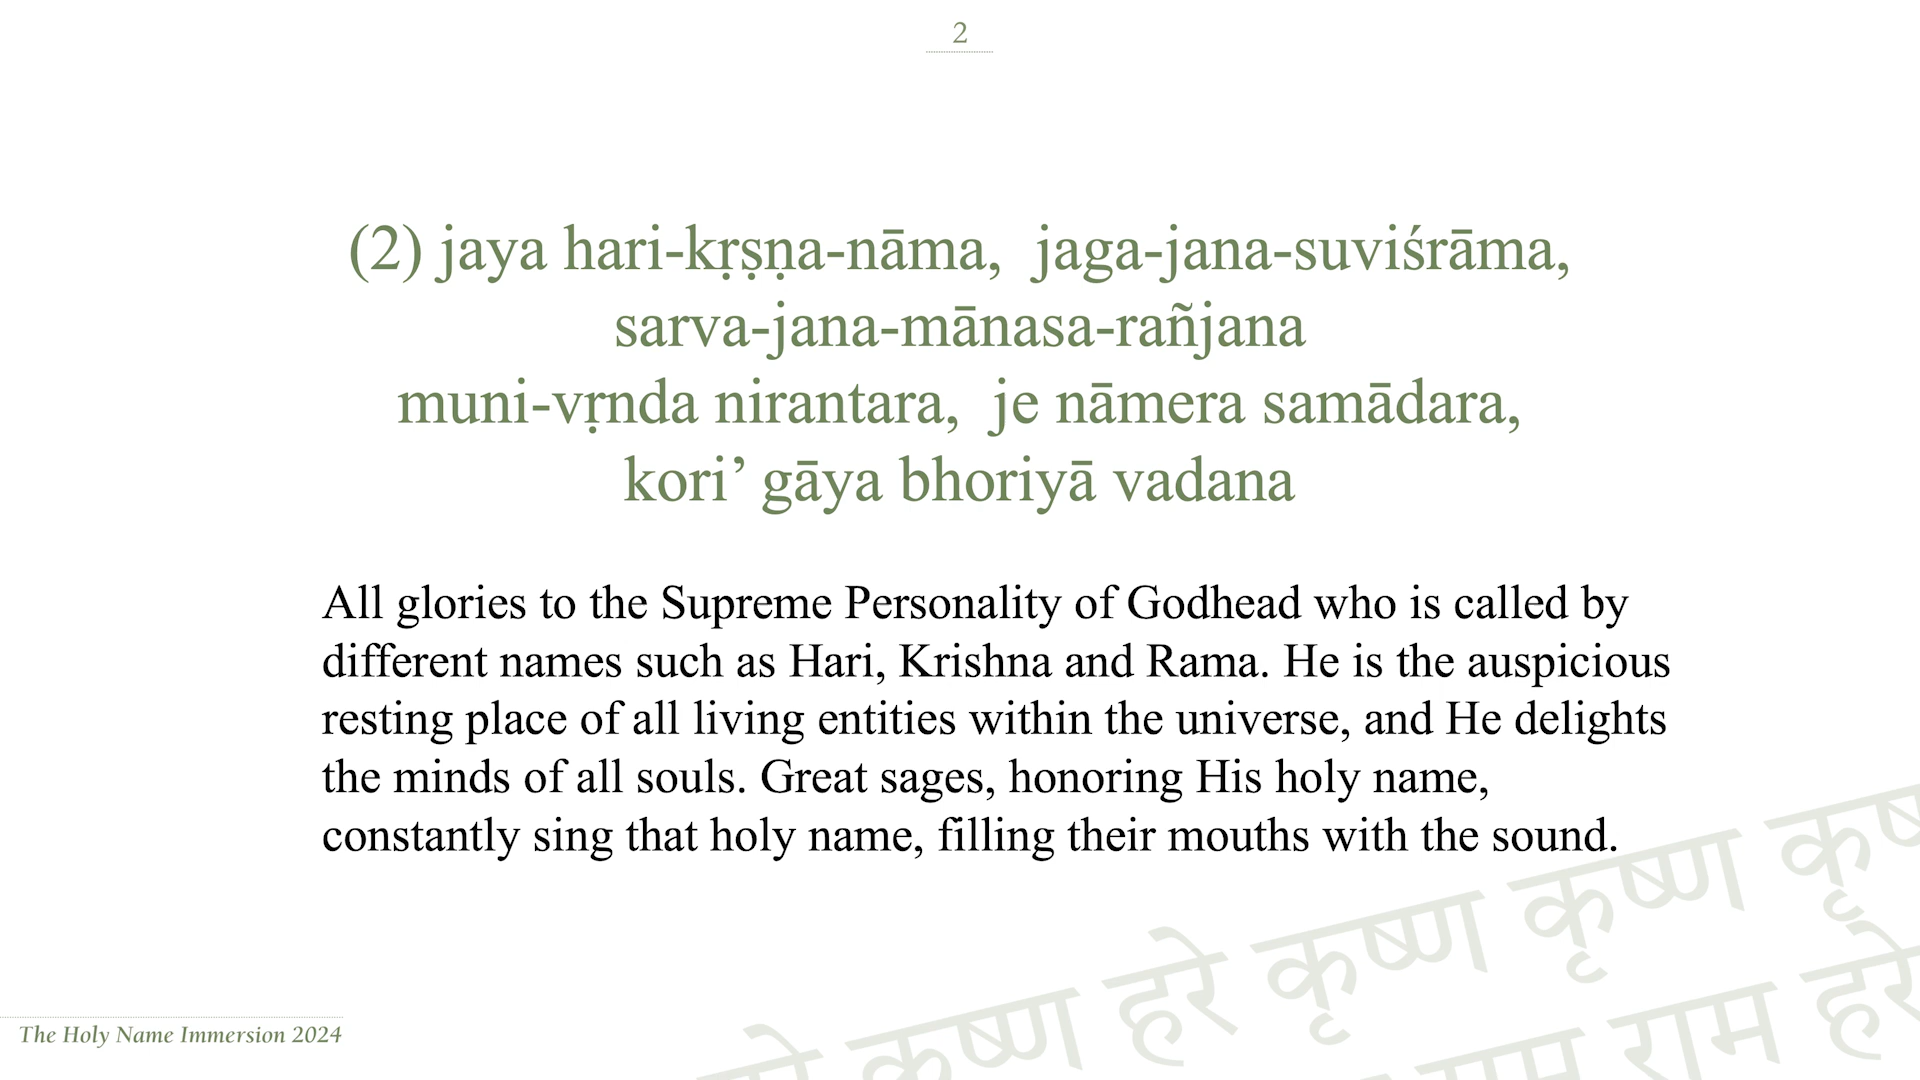 2
(2) jaya hari-kṛṣṇa-nāma, jaga-jana-suviśrāma,
sarva-jana-mānasa-rañjana
muni-vṛnda nirantara, je nāmera samādara,
kori’ gāya bhoriyā vadana
All glories to the Supreme Personality of Godhead who is called by
different names such as Hari, Krishna and Rama. He is the auspicious
resting place of all living entities within the universe, and He delights
the minds of all souls. Great sages, honoring His holy name,
constantly sing that holy name, filling their mouths with the sound.
कृष्ण हरे कृष्ण कृष्ण कृष्ण
राम हरे
The Holy Name Immersion 2024